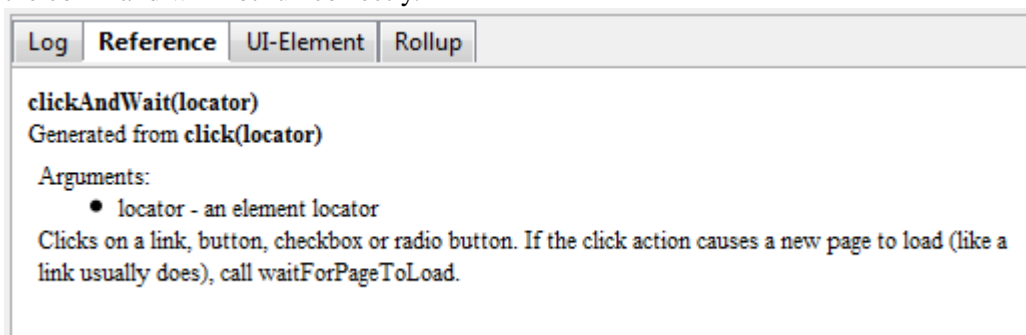 Log Reference UI-Element Rollup
clickAndWait(locator)
Generated from click(locator)
Arguments:
• locator - an element locator
Clicks on a link, button, checkbox or radio button. If the click action causes a new page to load (like a
link usually does), call waitForPageToLoad.